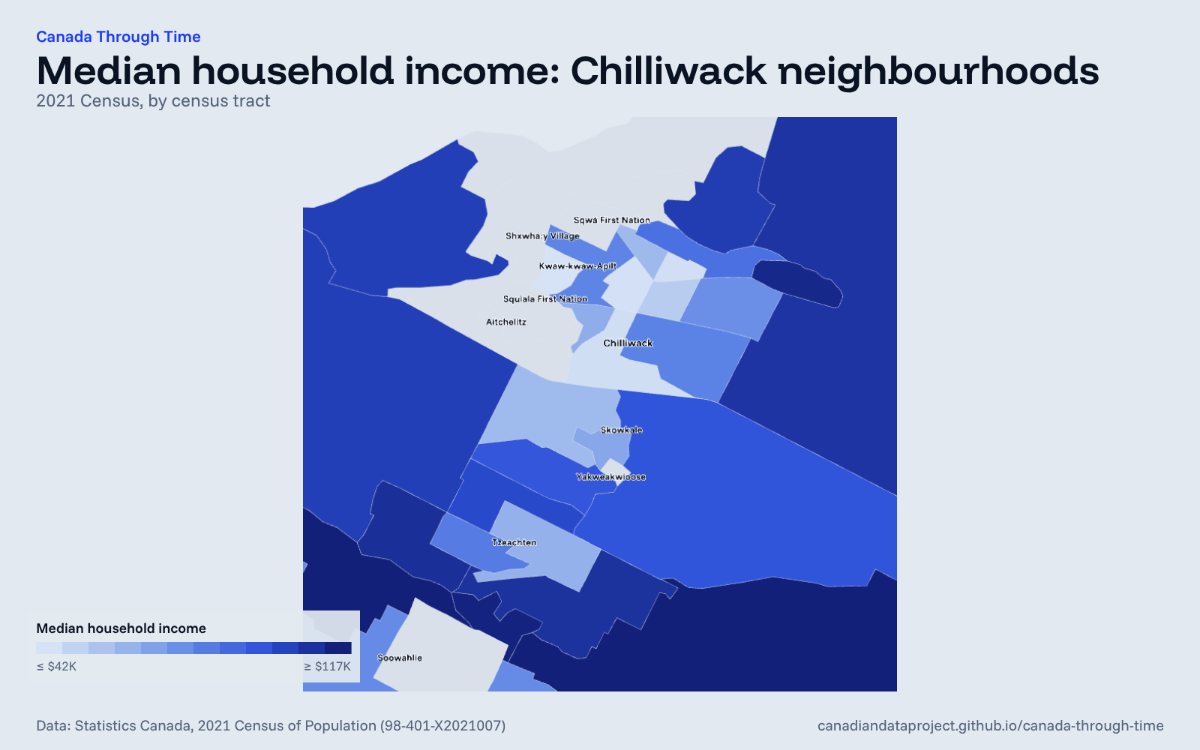 Canada Through Time
Median household income: Chilliwack neighbourhoods
2021 Census, by census tract
Sqwá First Nation
Shxwha:y Village
Kwaw-kwaw-Apilt
Squiala First Nation
Aitchelitz
Chilliwack
Skowkale
Yakweakwioose
Tzeachten
Soowahlie
Median household income
≤ $42K
≥ $117K
Data: Statistics Canada, 2021 Census of Population (98-401-X2021007)
canadiandataproject.github.io/canada-through-time